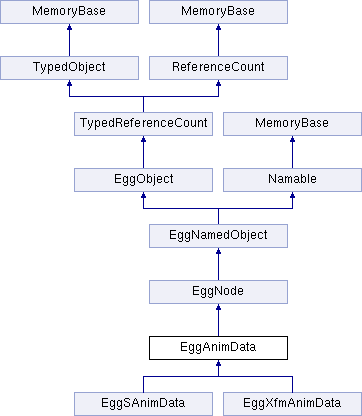 MemoryBase MemoryBase
TypedObject ReferenceCount
TypedReferenceCount MemoryBase
EggObject Namable
EggNamedObject
EggNode
EggAnimData
EggSAnimData EggXfmAnimData